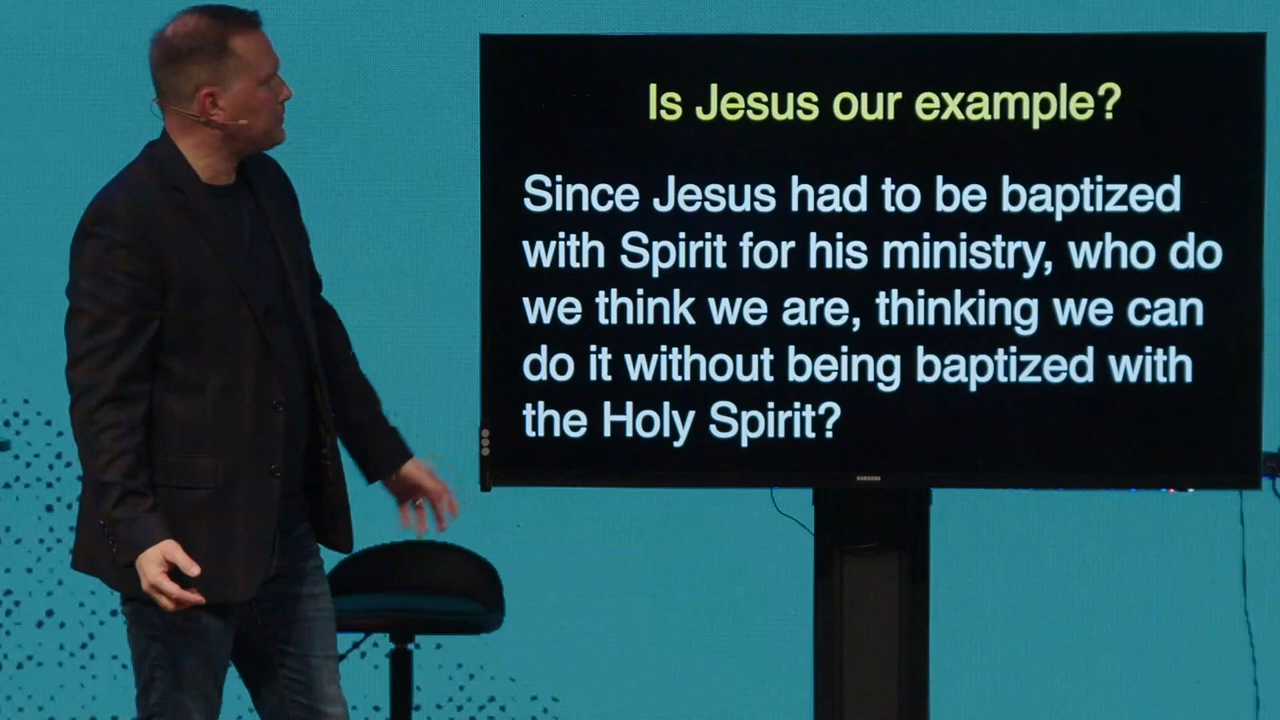 Is Jesus our example?
Since Jesus had to be baptized
with Spirit for his ministry, who do
we think we are, thinking we can
do it without being baptized with
the Holy Spirit?
SAMSUNG